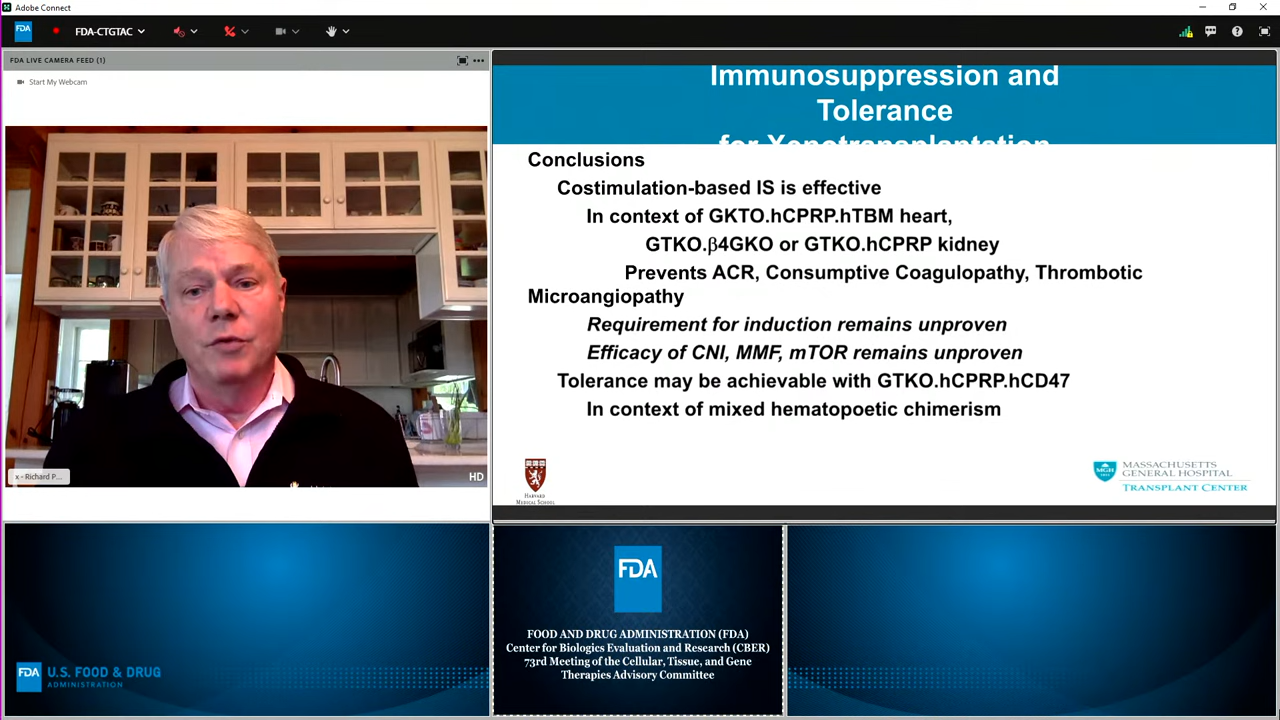 Adobe Connect
FDA
FDA-CTGTAC
FDA LIVE CAMERA FEED (1)
Start My Webcam
x - Richard P...
HD
Immunosuppression and
Tolerance
for Xenotransplantation
Conclusions
Costimulation-based IS is effective
In context of GKTO.hCPRP.hTBM heart,
GTKO.β4GKO or GTKO.hCPRP kidney
Prevents ACR, Consumptive Coagulopathy, Thrombotic
Microangiopathy
Requirement for induction remains unproven
Efficacy of CNI, MMF, mTOR remains unproven
Tolerance may be achievable with GTKO.hCPRP.hCD47
In context of mixed hematopoetic chimerism
HARVARD
MEDICAL SCHOOL
MGH
MASSACHUSETTS
GENERAL HOSPITAL
TRANSPLANT CENTER
FDA
U.S. FOOD & DRUG
ADMINISTRATION
FDA
FOOD AND DRUG ADMINISTRATION (FDA)
Center for Biologics Evaluation and Research (CBER)
73rd Meeting of the Cellular, Tissue, and Gene
Therapies Advisory Committee